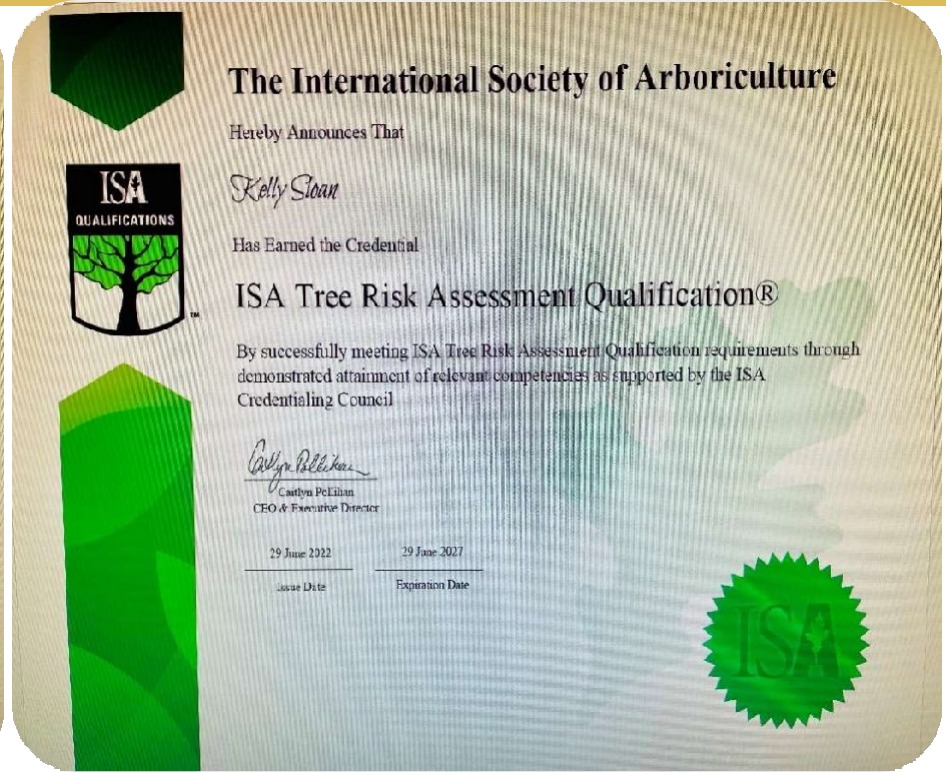 The International Society of Arboriculture
Hereby Announces That
Kelly Sloan
Has Earned the Credential
ISA
QUALIFICATIONS
™
ISA Tree Risk Assessment Qualification®
By successfully meeting ISA Tree Risk Assessment Qualification requirements through
demonstrated attainment of relevant competencies as supported by the ISA
Credentialing Council
Caitlyn Pollihan
Caitlyn Pollihan
CEO & Executive Director
29 June 2022
29 June 2027
Issue Date
Expiration Date
ISA